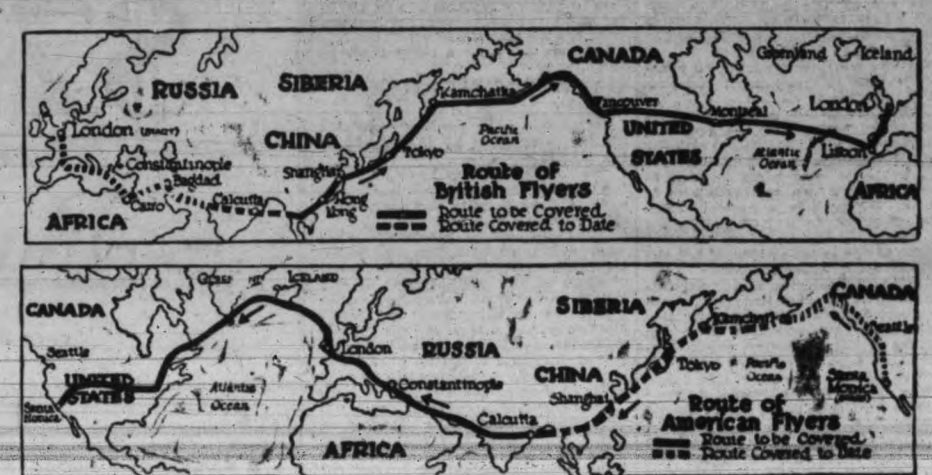 CANADA
Greenland
Iceland
RUSSIA
SIBERIA
Kamchatka
London
Vancouver
Montreal
London (START)
CHINA
Pacific
Ocean
UNITED
STATES
Atlantic
Ocean
Lisbon
Constantinople
Shanghai
Tokyo
Bagdad
Route of
British Flyers
AFRICA
Cairo
Calcutta
Hong
Kong
Route to be Covered
Route Covered to Date
AFRICA
ICELAND
CANADA
SIBERIA
CANADA
Kamchatka
Seattle
Seattle
London
RUSSIA
Tokyo
Pacific
Ocean
UNITED
STATES
Atlantic
Ocean
Constantinople
CHINA
Shanghai
Santa
Monica
Santa
Monica
Calcutta
Route of
American Flyers
AFRICA
Route to be Covered
Route Covered to Date